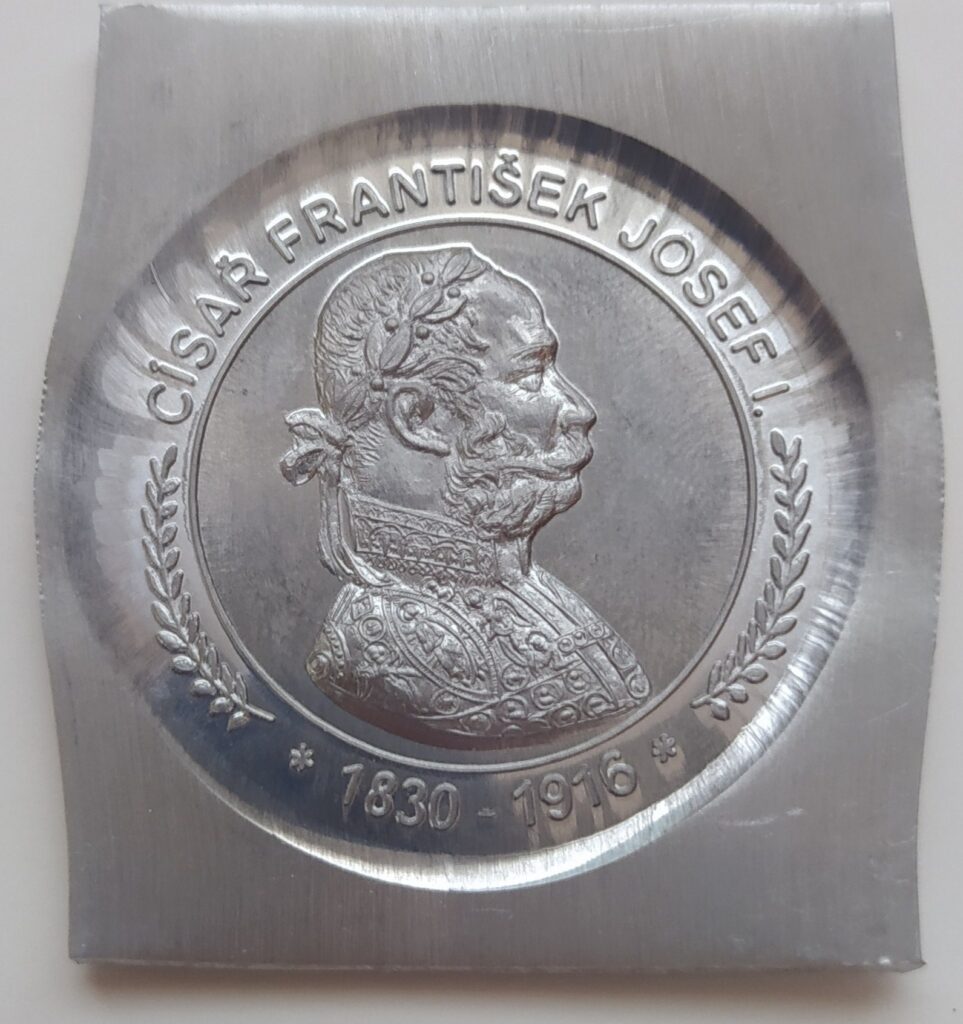 CÍSAŘ FRANTIŠEK JOSEF I.
* 1830 - 1916 *